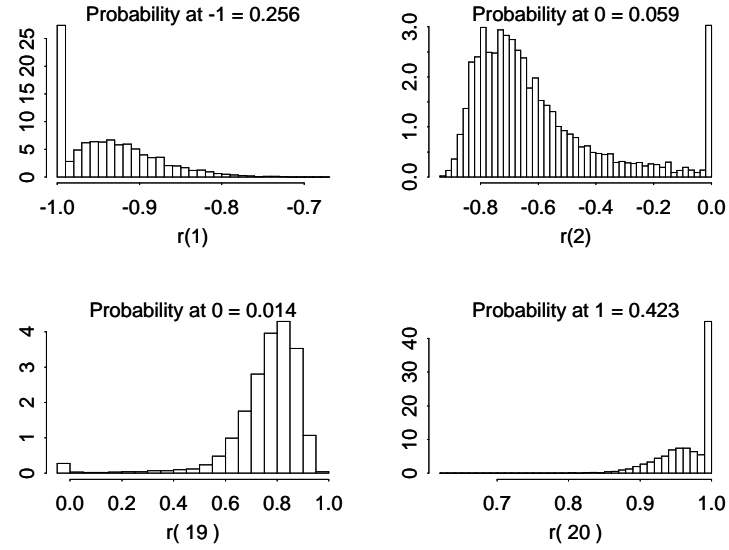 Probability at -1 = 0.256
0 5 10 15 20 25
-1.0 -0.9 -0.8 -0.7
r(1)
Probability at 0 = 0.059
0.0 1.0 2.0 3.0
-0.8 -0.6 -0.4 -0.2 0.0
r(2)
Probability at 0 = 0.014
0 1 2 3 4
0.0 0.2 0.4 0.6 0.8 1.0
r( 19 )
Probability at 1 = 0.423
0 10 20 30 40
0.7 0.8 0.9 1.0
r( 20 )